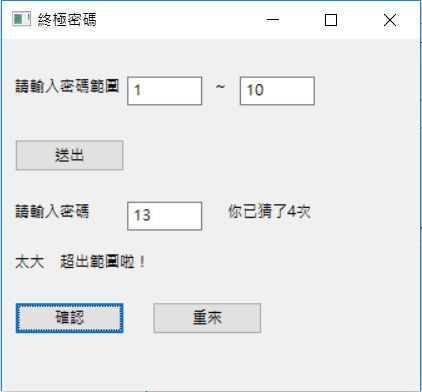 終極密碼
請輸入密碼範圍 1 ~ 10
送出
請輸入密碼 13 你已猜了4次
太大 超出範圍啦！
確認 重來